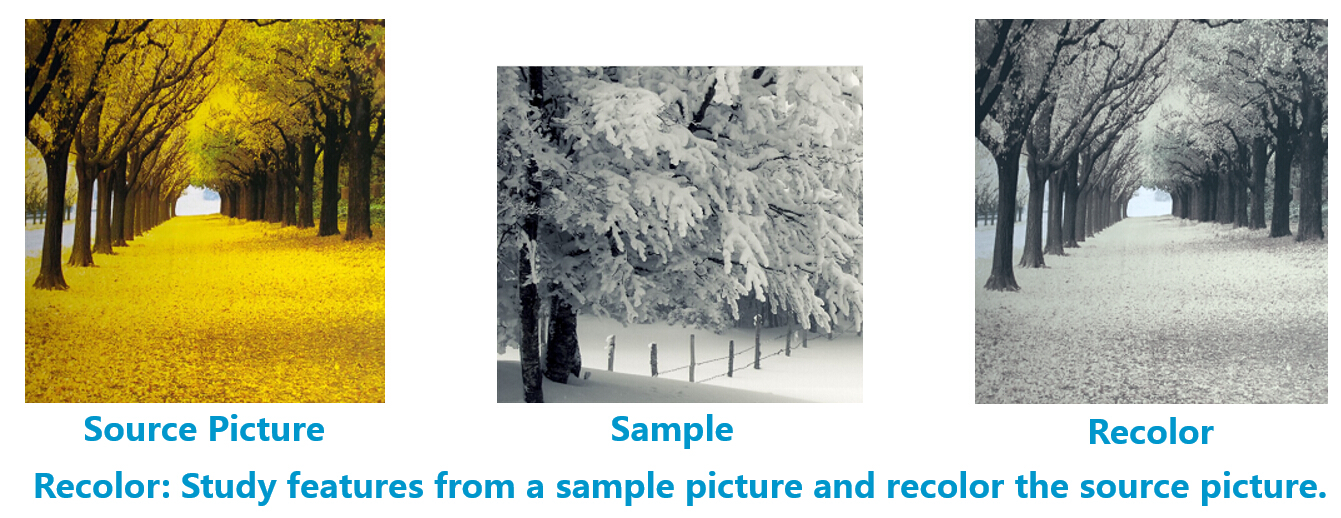 Source Picture
Sample
Recolor
Recolor: Study features from a sample picture and recolor the source picture.